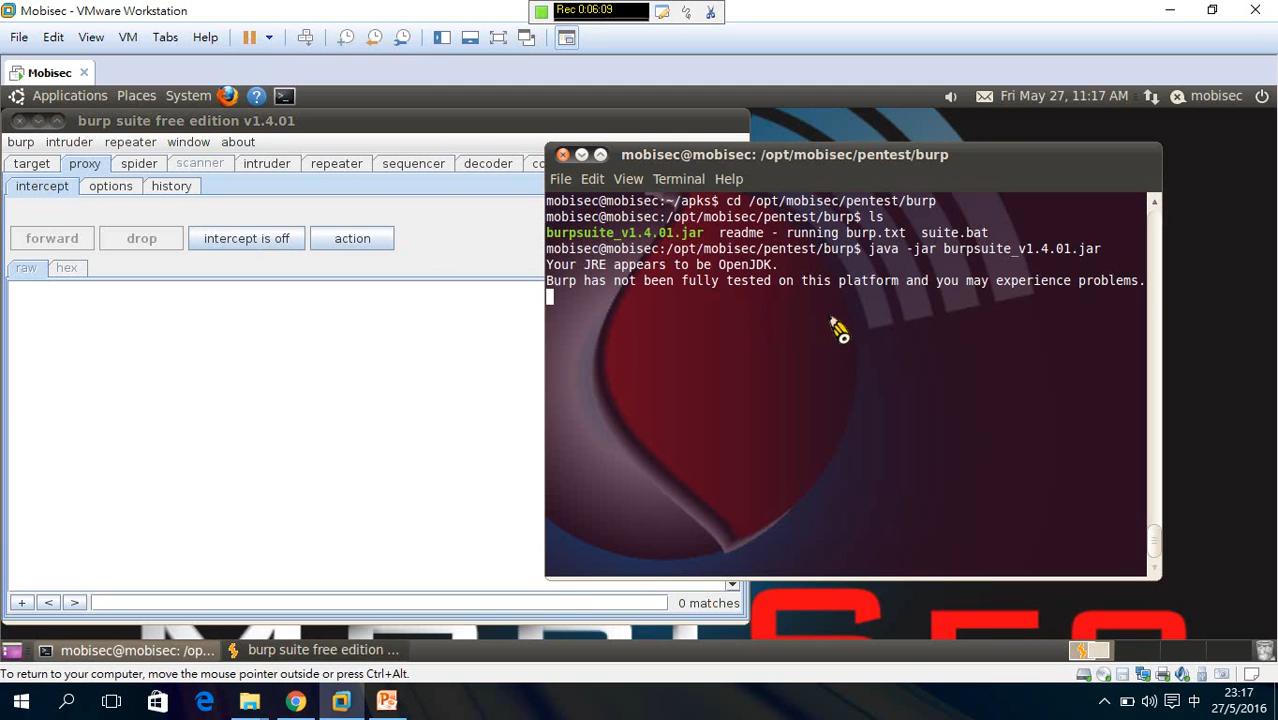 Mobisec - VMware Workstation
Rec 0:06:09
File Edit View VM Tabs Help
Mobisec
Applications Places System
Fri May 27, 11:17 AM mobisec
burp suite free edition v1.4.01
burp intruder repeater window about
target proxy spider scanner intruder repeater sequencer decoder co
intercept options history
forward drop intercept is off action
raw hex
+ < > 0 matches
mobisec@mobisec: /opt/mobisec/pentest/burp
File Edit View Terminal Help
mobisec@mobisec:~/apks$ cd /opt/mobisec/pentest/burp
mobisec@mobisec:/opt/mobisec/pentest/burp$ ls
burpsuite_v1.4.01.jar readme - running burp.txt suite.bat
mobisec@mobisec:/opt/mobisec/pentest/burp$ java -jar burpsuite_v1.4.01.jar
Your JRE appears to be OpenJDK.
Burp has not been fully tested on this platform and you may experience problems.
mobisec@mobisec: /op... burp suite free edition ...
To return to your computer, move the mouse pointer outside or press Ctrl+Alt.
中 23:17
27/5/2016